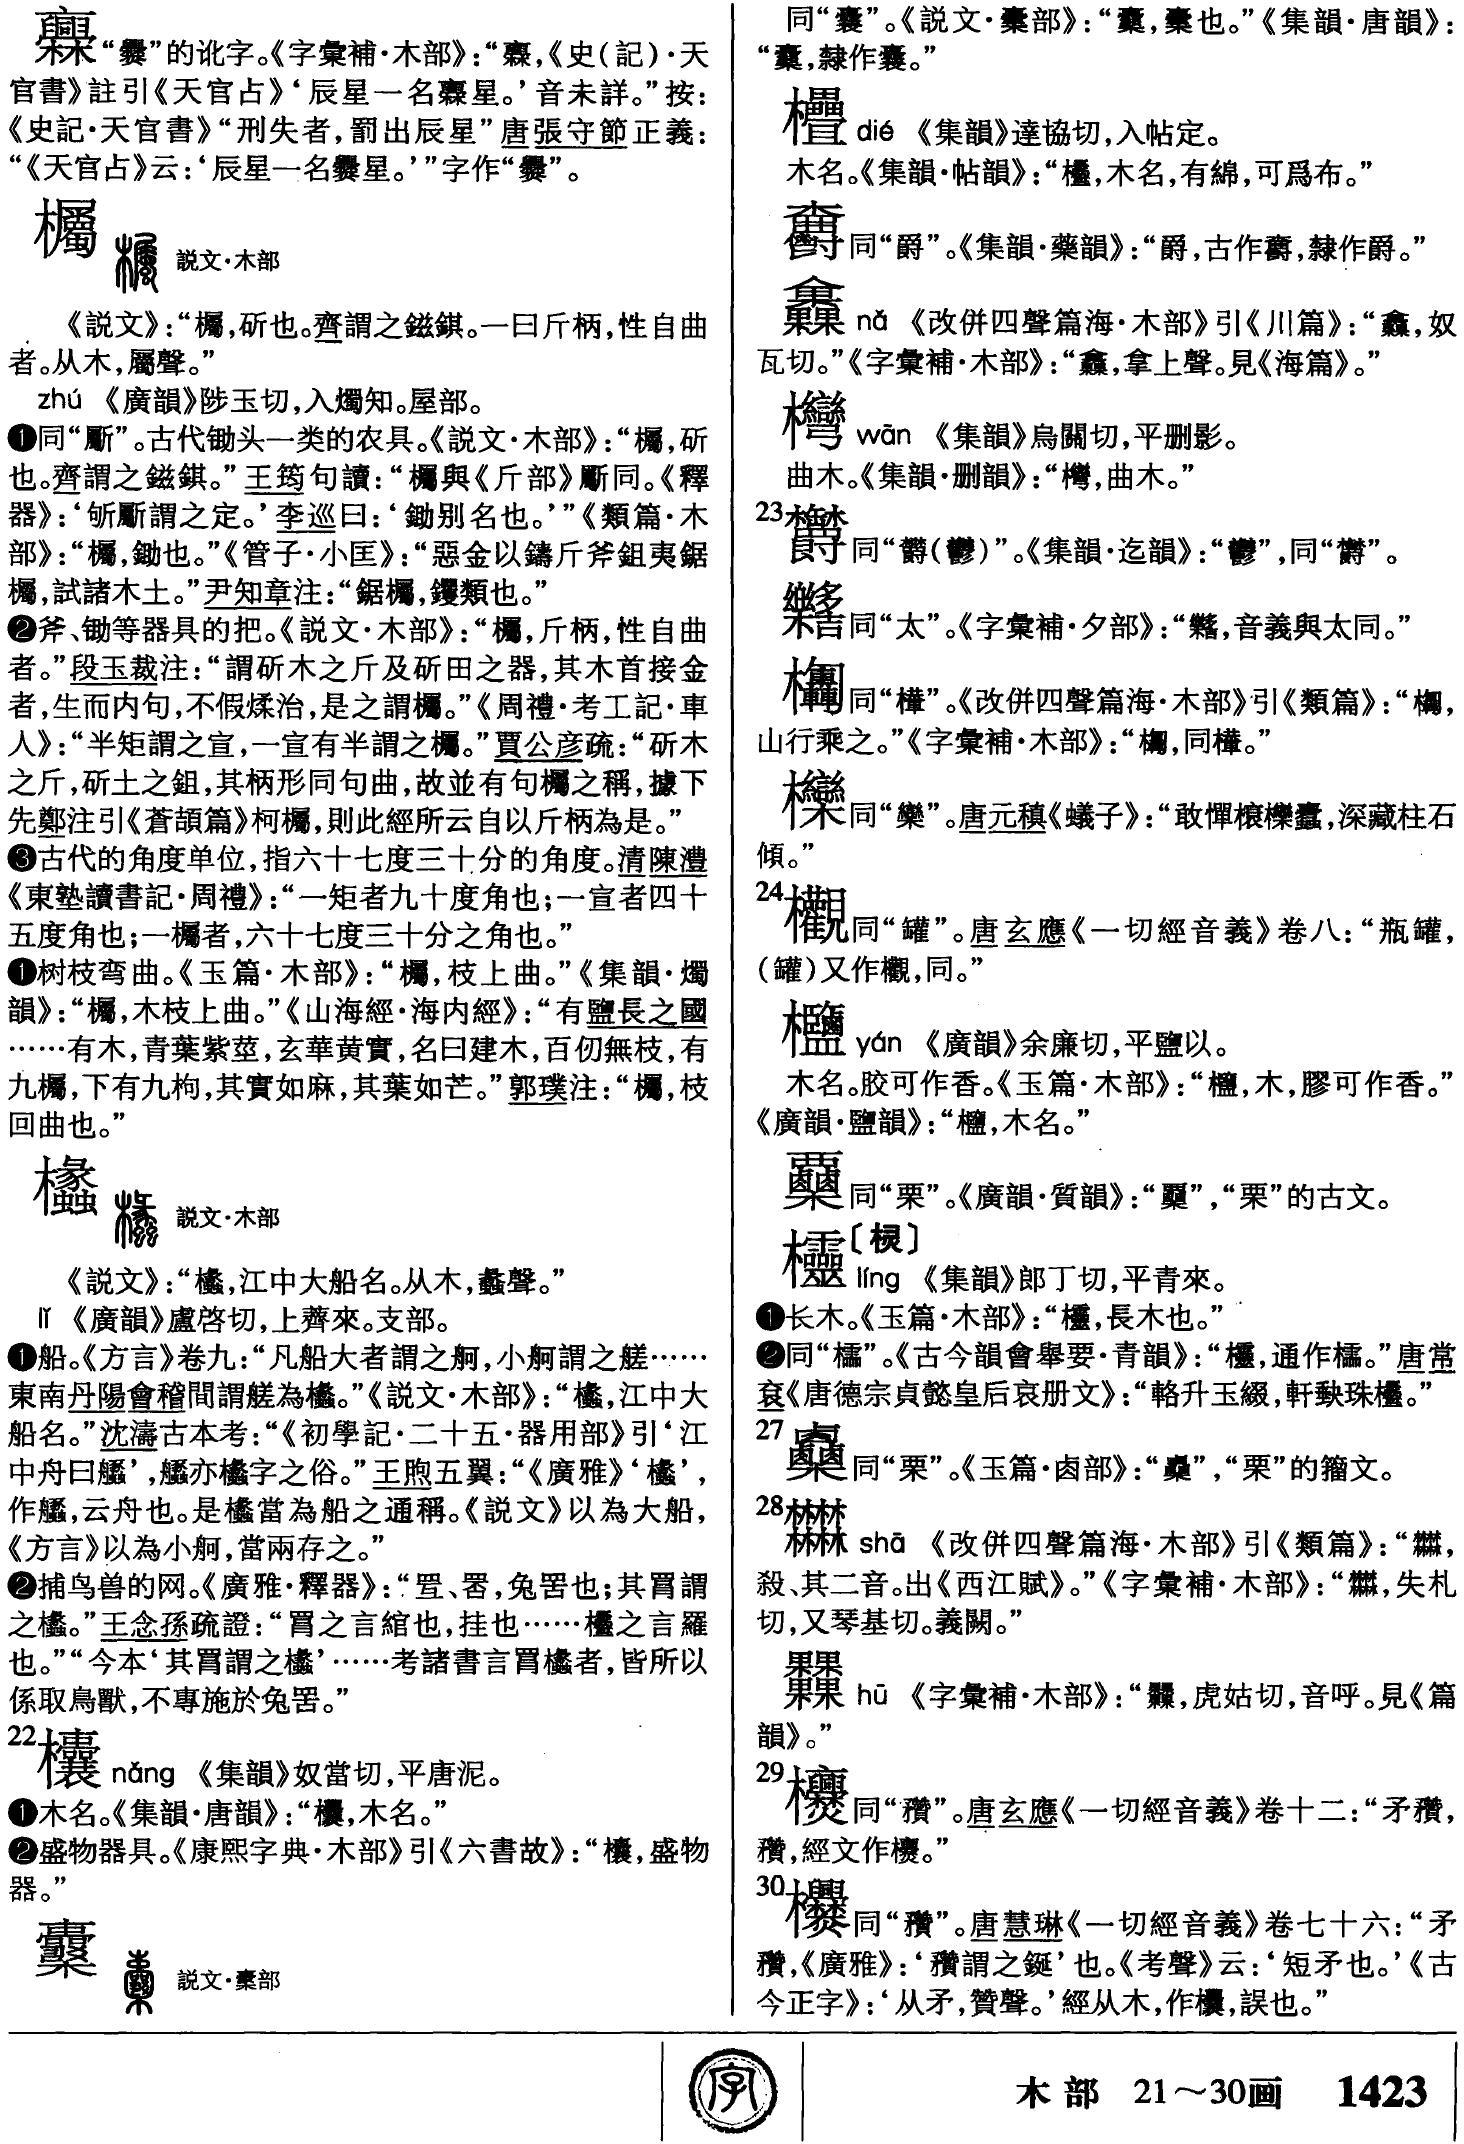 “爨”的讹字。《字彙補·木部》：“，《史(記)·天
官書》註引《天官占》‘辰星一名星。’音未詳。”按：
《史記·天官書》“刑失者，罰出辰星”唐張守節正義：
“《天官占》云：‘辰星一名爨星。’”字作“爨”。
欘 説文·木部
《説文》：“欘，斫也。齊謂之鎡錤。一曰斤柄，性自曲
者。从木，屬聲。”
zhú 《廣韻》陟玉切，入燭知。屋部。
❶同“斸”。古代锄头一类的农具。《説文·木部》：“欘，斫
也。齊謂之鎡錤。”王筠句讀：“欘與《斤部》斸同。《釋
器》：‘斪斸謂之定。’李巡曰：‘鋤别名也。’”《類篇·木
部》：“欘，鋤也。”《管子·小匡》：“惡金以鑄斤斧鉏夷鋸
欘，試諸木土。”尹知章注：“鋸欘，钁類也。”
❷斧、锄等器具的把。《説文·木部》：“欘，斤柄，性自曲
者。”段玉裁注：“謂斫木之斤及斫田之器，其木首接金
者，生而内句，不假煣治，是之謂欘。”《周禮·考工記·車
人》：“半矩謂之宣，一宣有半謂之欘。”賈公彦疏：“斫木
之斤，斫土之鉏，其柄形同句曲，故並有句欘之稱，據下
先鄭注引《蒼頡篇》柯欘，則此經所云自以斤柄為是。”
❸古代的角度单位，指六十七度三十分的角度。清陳澧
《東塾讀書記·周禮》：“一矩者九十度角也；一宣者四十
五度角也；一欘者，六十七度三十分之角也。”
❶树枝弯曲。《玉篇·木部》：“欘，枝上曲。”《集韻·燭
韻》：“欘，木枝上曲。”《山海經·海内經》：“有鹽長之國
……有木，青葉紫莖，玄華黄實，名曰建木，百仞無枝，有
九欘，下有九枸，其實如麻，其葉如芒。”郭璞注：“欘，枝
回曲也。”
欚 説文·木部
《説文》：“欚，江中大船名。从木，蠡聲。”
lǐ 《廣韻》盧啓切，上薺來。支部。
❶船。《方言》卷九：“凡船大者謂之舸，小舸謂之艖……
東南丹陽會稽間謂艖為欚。”《説文·木部》：“欚，江中大
船名。”沈濤古本考：“《初學記·二十五·器用部》引‘江
中舟曰艦’，艦亦欚字之俗。”王煦五翼：“《廣雅》‘欚’，
作艦，云舟也。是欚當為船之通稱。《説文》以為大船，
《方言》以為小舸，當兩存之。”
❷捕鸟兽的网。《廣雅·釋器》：“罝、罟，兔罟也；其罥謂
之欚。”王念孫疏證：“罥之言綰也，挂也……欚之言羅
也。”“今本‘其罥謂之欚’……考諸書言罥欚者，皆所以
係取鳥獸，不專施於兔罟。”
22 欜 nǎng 《集韻》奴當切，平唐泥。
❶木名。《集韻·唐韻》：“欜，木名。”
❷盛物器具。《康熙字典·木部》引《六書故》：“欜，盛物
器。”
説文·㯻部
同“囊”。《説文·㯻部》：“囊，㯻也。”《集韻·唐韻》：
“，隸作囊。”
dié 《集韻》達協切，入帖定。
木名。《集韻·帖韻》：“，木名，有綿，可爲布。”
同“爵”。《集韻·藥韻》：“爵，古作，隸作爵。”
nǎ 《改併四聲篇海·木部》引《川篇》：“，奴
瓦切。”《字彙補·木部》：“，拿上聲。見《海篇》。”
wān 《集韻》烏關切，平删影。
曲木。《集韻·删韻》：“，曲木。”
23 同“欝(鬱)”。《集韻·迄韻》：“鬱”，同“欝”。
同“太”。《字彙補·夕部》：“，音義與太同。”
同“樺”。《改併四聲篇海·木部》引《類篇》：“，
山行乘之。”《字彙補·木部》：“，同樺。”
同“欒”。唐元稹《蟻子》：“敢憚榱欒蠹，深藏柱石
傾。”
24 欟同“罐”。唐玄應《一切經音義》卷八：“瓶罐，
(罐)又作欟，同。”
yán 《廣韻》余廉切，平鹽以。
木名。胶可作香。《玉篇·木部》：“，木，膠可作香。”
《廣韻·鹽韻》：“，木名。”
同“栗”。《廣韻·質韻》：“”，“栗”的古文。
欞〔棂〕
líng 《集韻》郎丁切，平青來。
❶长木。《玉篇·木部》：“欞，長木也。”
❷同“櫺”。《古今韻會舉要·青韻》：“欞，通作櫺。”唐常
衮《唐德宗貞懿皇后哀册文》：“輅升玉綴，軒軼珠欞。”
27 同“栗”。《玉篇·卤部》：“”，“栗”的籀文。
28 shā 《改併四聲篇海·木部》引《類篇》：“，
殺、其二音。出《西江賦》。”《字彙補·木部》：“，失札
切，又琴基切。義闕。”
hū 《字彙補·木部》：“，虎姑切，音呼。見《篇
韻》。”
29 同“穳”。唐玄應《一切經音義》卷十二：“矛穳，
穳，經文作。”
30 同“穳”。唐慧琳《一切經音義》卷七十六：“矛
穳，《廣雅》：‘穳謂之鋋’也。《考聲》云：‘短矛也。’《古
今正字》：‘从矛，贊聲。’經从木，作，誤也。”
字
木部 21～30画 1423